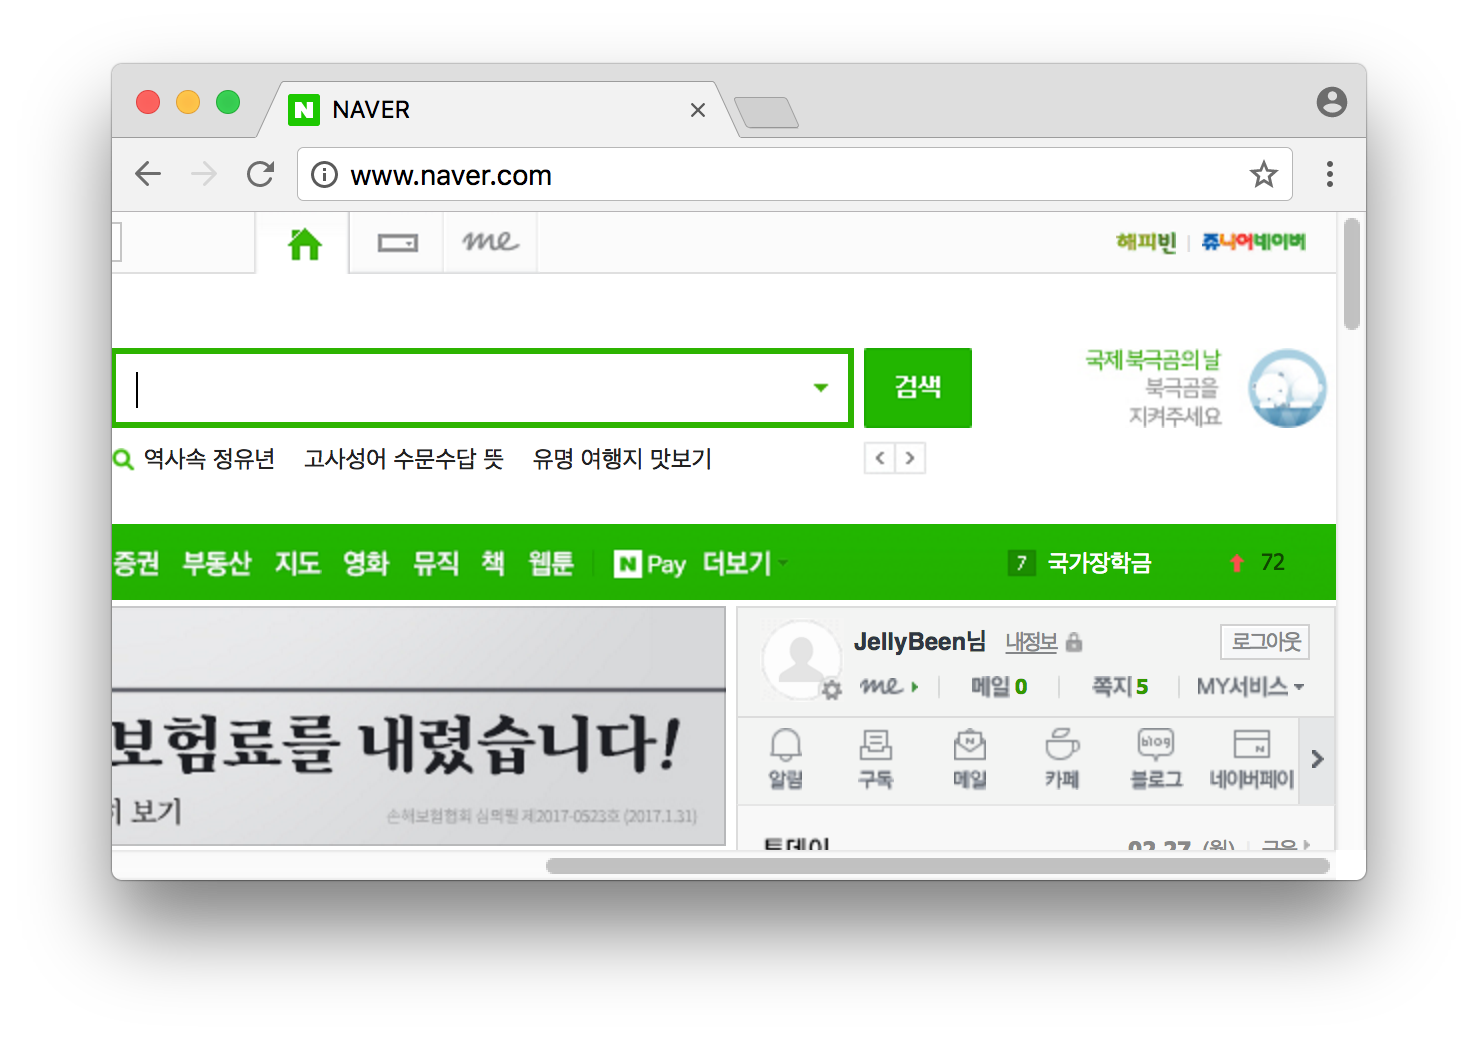 NAVER
www.naver.com
me
해피빈 쥬니어네이버
국제 북극곰의 날
북극곰을
지켜주세요
검색
역사속 정유년 고사성어 수문수답 뜻 유명 여행지 맛보기
증권 부동산 지도 영화 뮤직 책 웹툰 N Pay 더보기 7 국가장학금 72
JellyBeen님 내정보 로그아웃
me 메일 0 쪽지 5 MY서비스
보험료를 내렸습니다!
보기
손해보험협회 심의필 제2017-0523호 (2017.1.31)
blog
알림 구독 메일 카페 블로그 네이버페이
투데이 02.27. (월)